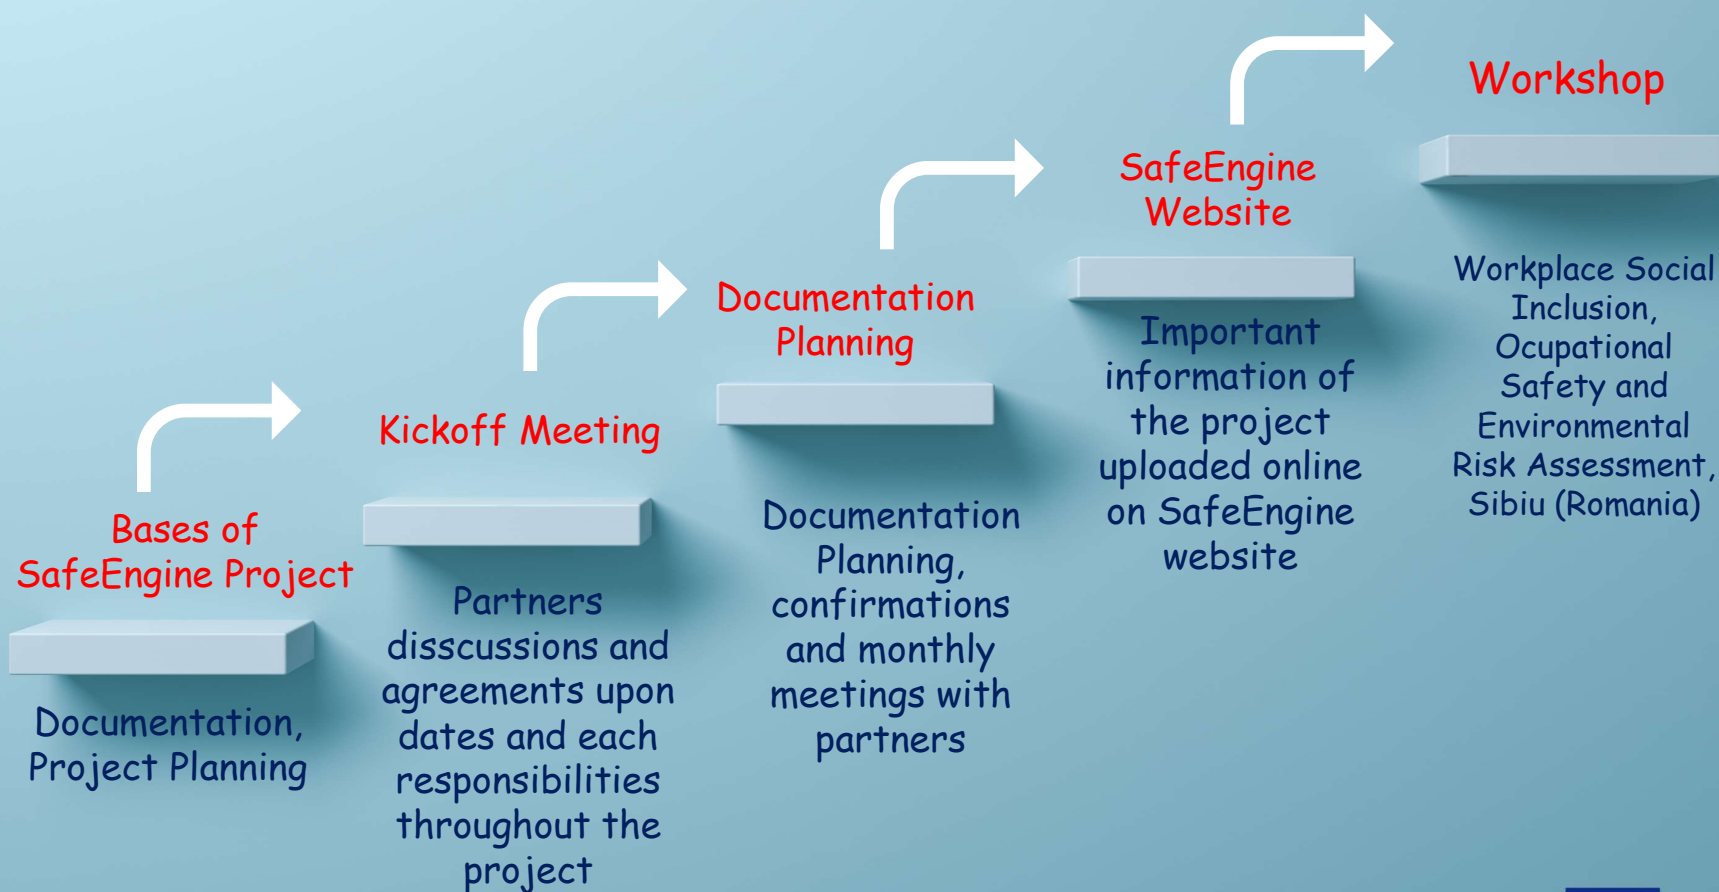 Bases of
SafeEngine Project
Documentation,
Project Planning
Kickoff Meeting
Partners
disscussions and
agreements upon
dates and each
responsibilities
throughout the
project
Documentation
Planning
Documentation
Planning,
confirmations
and monthly
meetings with
partners
SafeEngine
Website
Important
information of
the project
uploaded online
on SafeEngine
website
Workshop
Workplace Social
Inclusion,
Ocupational
Safety and
Environmental
Risk Assessment,
Sibiu (Romania)